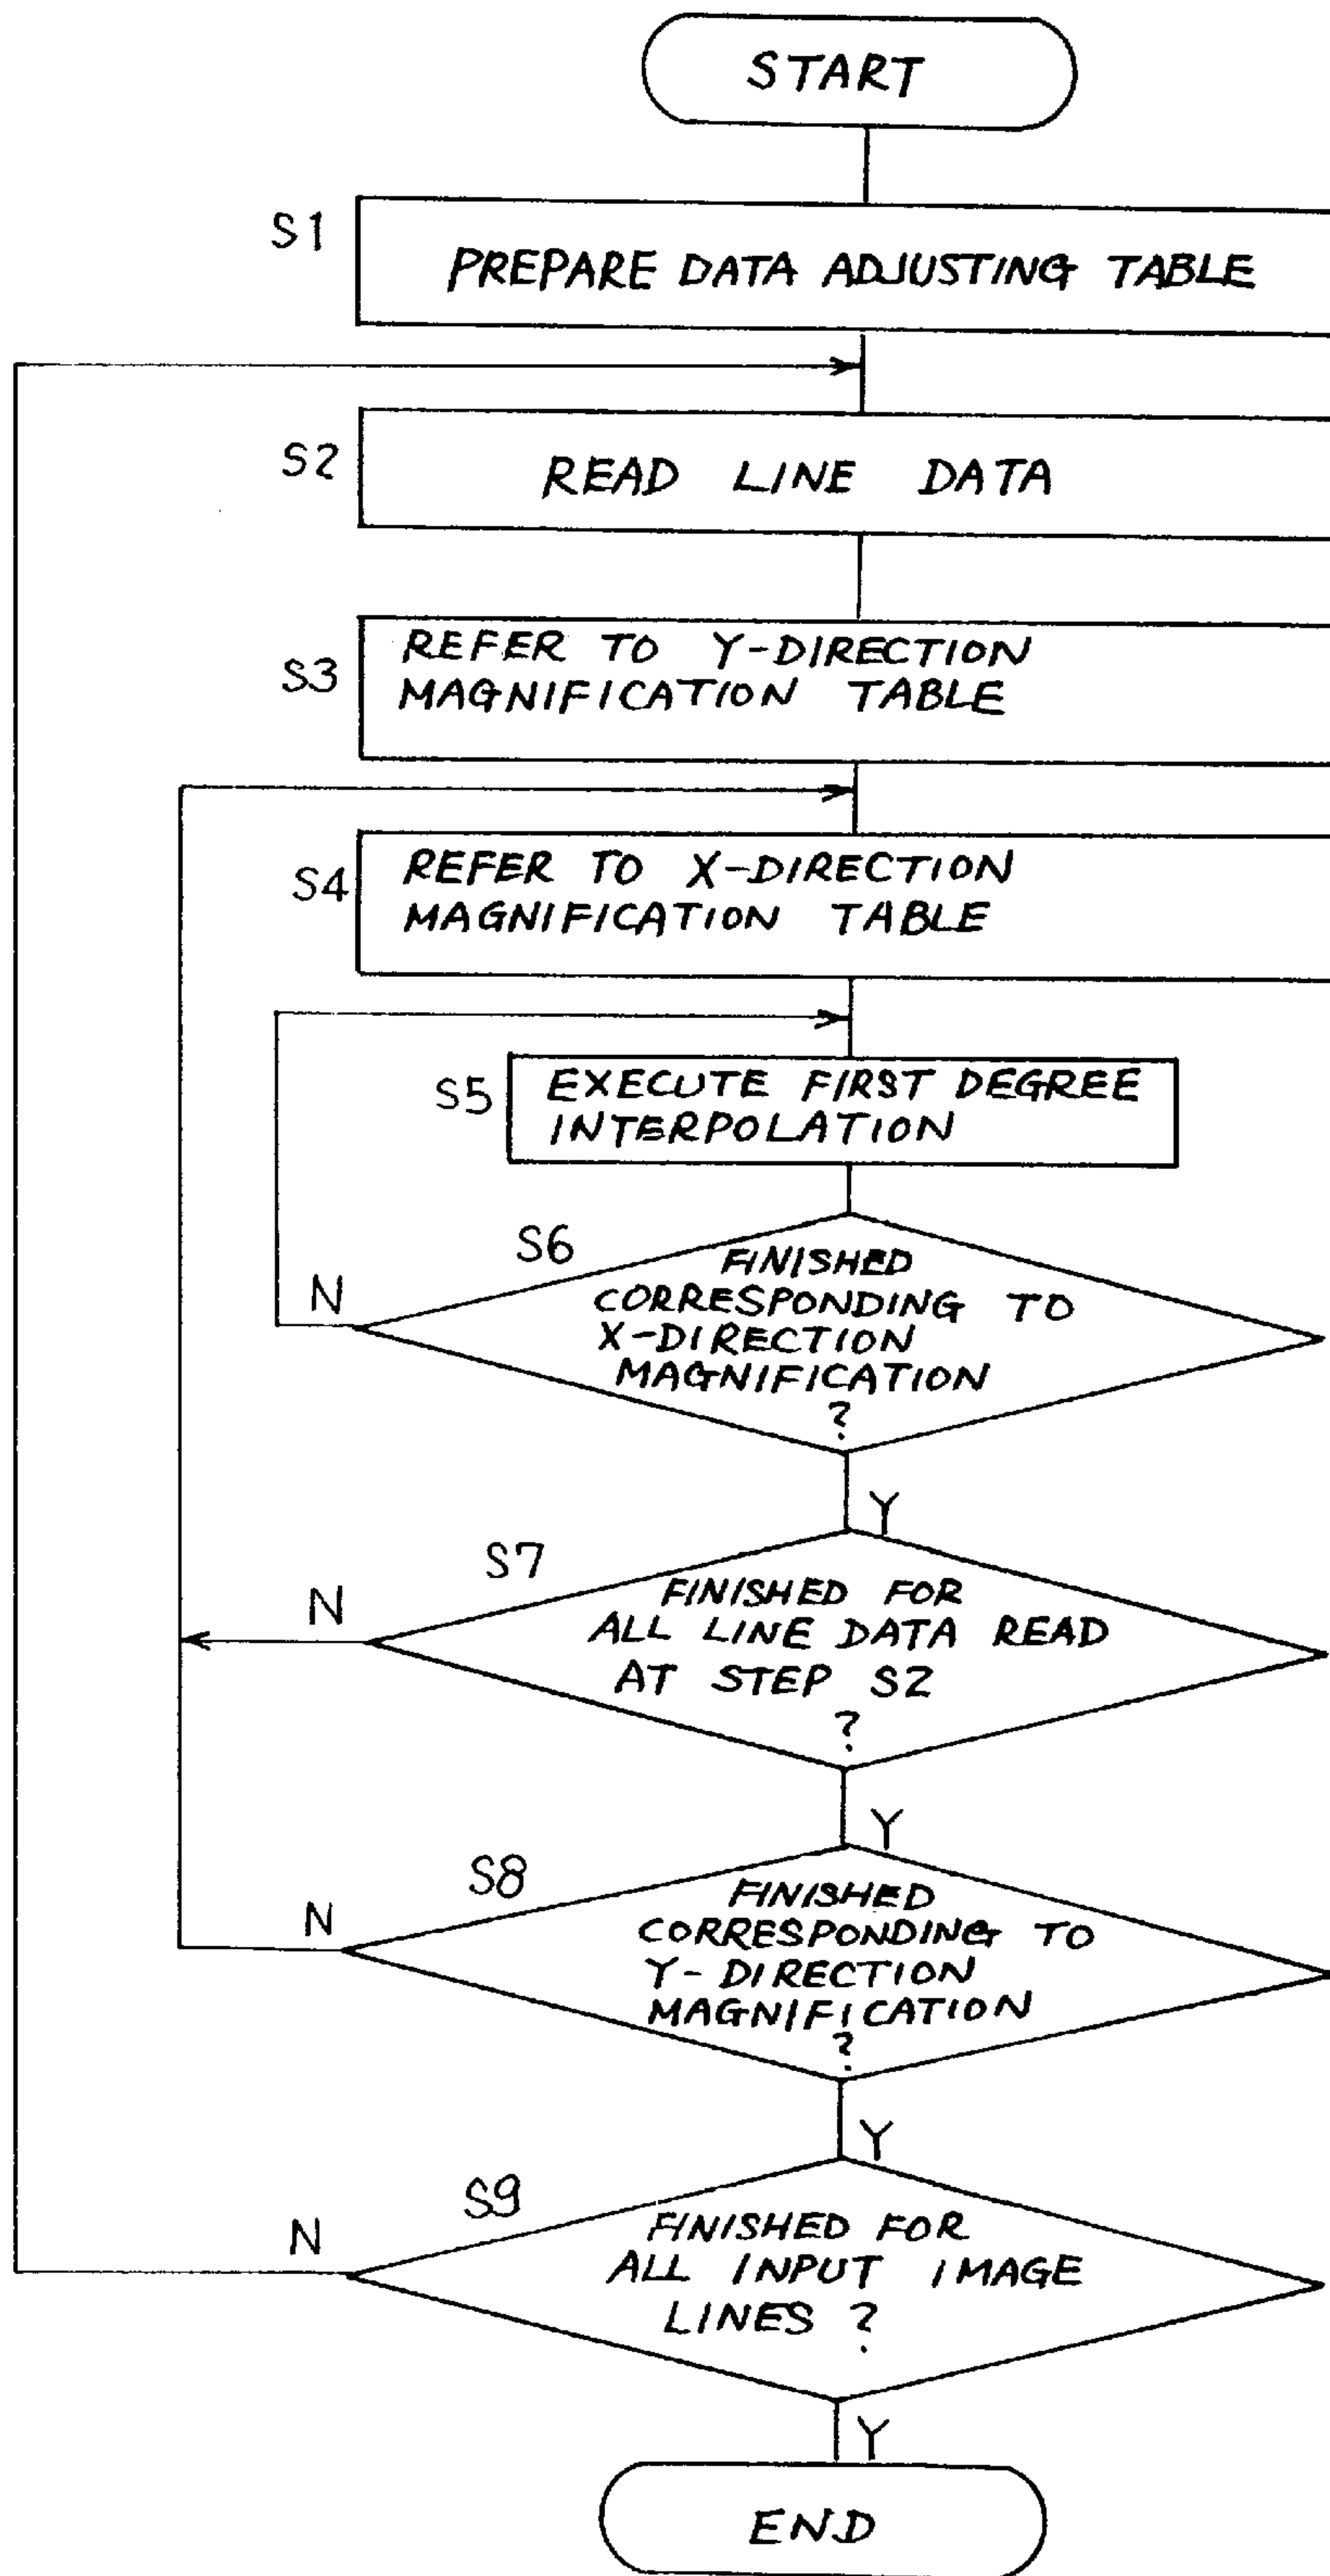 START
S1
PREPARE DATA ADJUSTING TABLE
S2
READ LINE DATA
S3
REFER TO Y-DIRECTION
MAGNIFICATION TABLE
S4
REFER TO X-DIRECTION
MAGNIFICATION TABLE
S5
EXECUTE FIRST DEGREE
INTERPOLATION
S6
FINISHED
CORRESPONDING TO
X-DIRECTION
MAGNIFICATION
?
N
Y
S7
FINISHED FOR
ALL LINE DATA READ
AT STEP S2
?
N
Y
S8
FINISHED
CORRESPONDING TO
Y-DIRECTION
MAGNIFICATION
?
N
Y
S9
FINISHED FOR
ALL INPUT IMAGE
LINES ?
N
Y
END